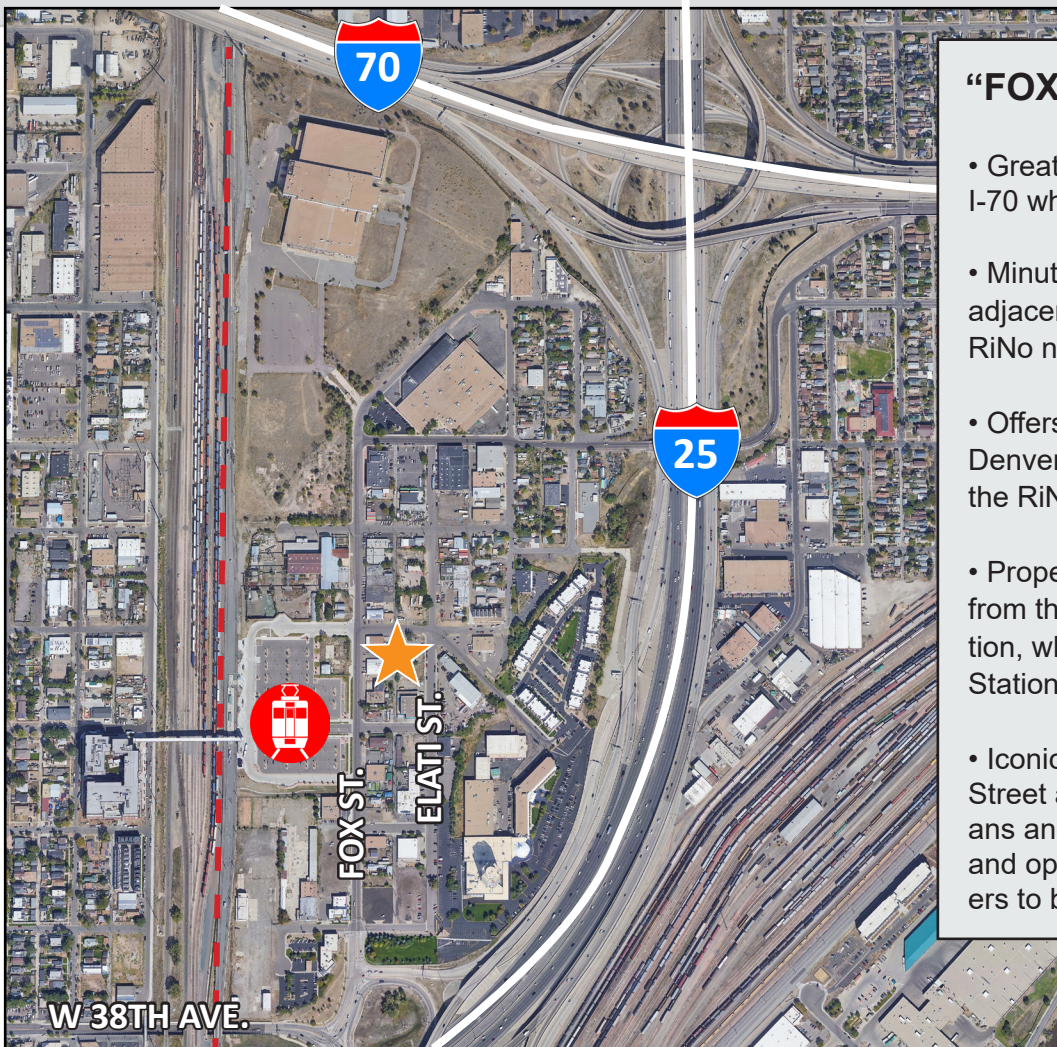 70
25
FOX ST.
ELATI ST.
W 38TH AVE.
“FOX
• Great
I-70 wh
• Minut
adjace
RiNo n
• Offers
Denver
the RiN
• Prope
from th
tion, wh
Station
• Iconic
Street a
ans an
and op
ers to b